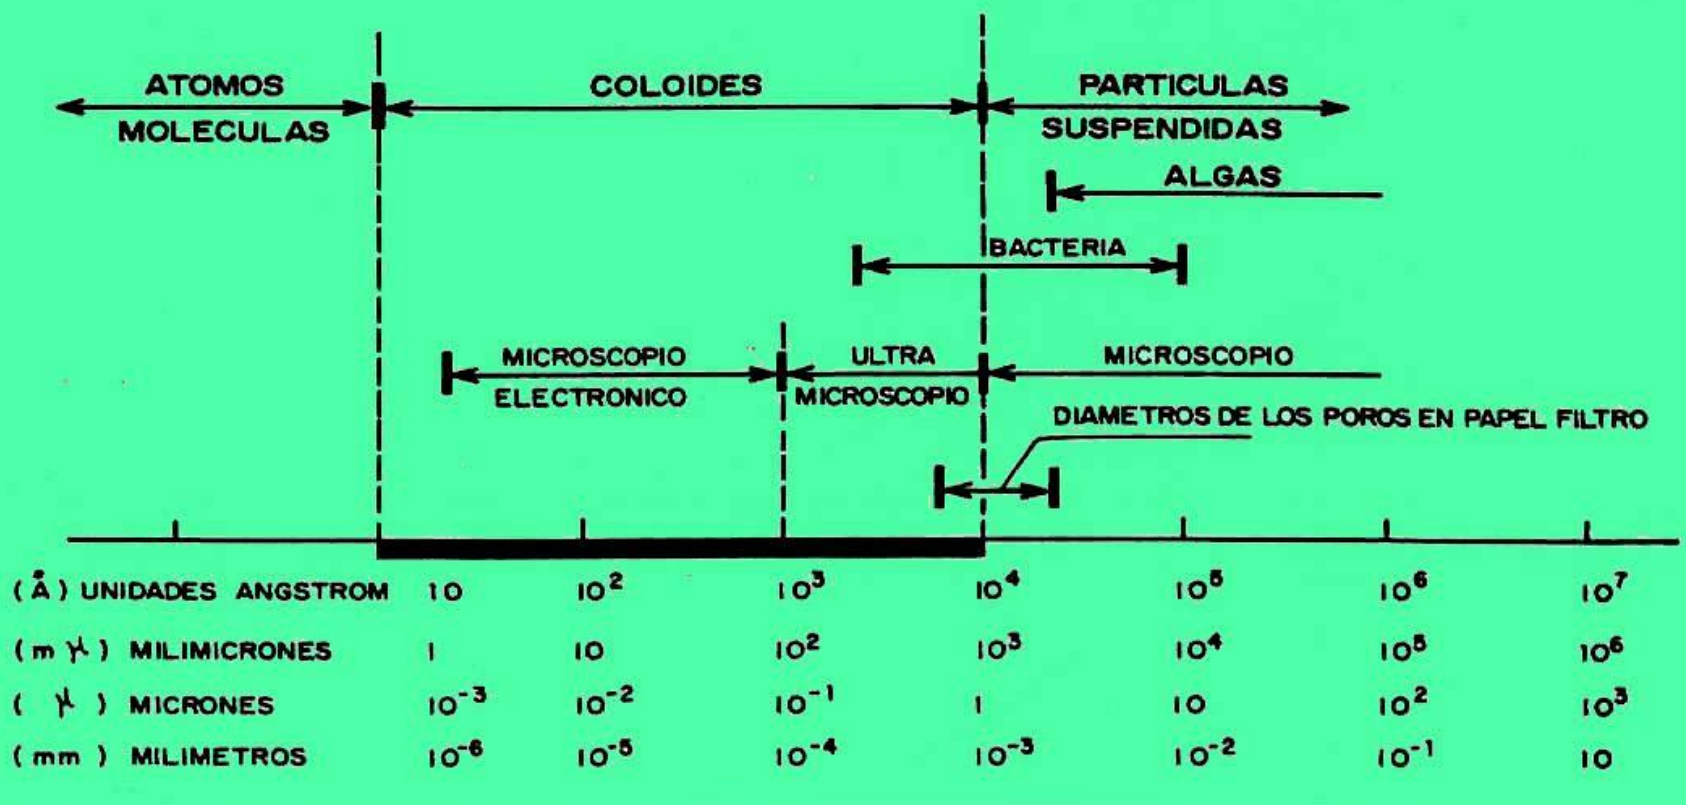 ATOMOS
MOLECULAS
COLOIDES
PARTICULAS
SUSPENDIDAS
ALGAS
BACTERIA
MICROSCOPIO
ELECTRONICO
ULTRA
MICROSCOPIO
MICROSCOPIO
DIAMETROS DE LOS POROS EN PAPEL FILTRO
(Å) UNIDADES ANGSTROM 10 10² 10³ 10⁴ 10⁵ 10⁶ 10⁷
(mμ) MILIMICRONES 1 10 10² 10³ 10⁴ 10⁵ 10⁶
(μ) MICRONES 10⁻³ 10⁻² 10⁻¹ 1 10 10² 10³
(mm) MILIMETROS 10⁻⁶ 10⁻⁵ 10⁻⁴ 10⁻³ 10⁻² 10⁻¹ 10